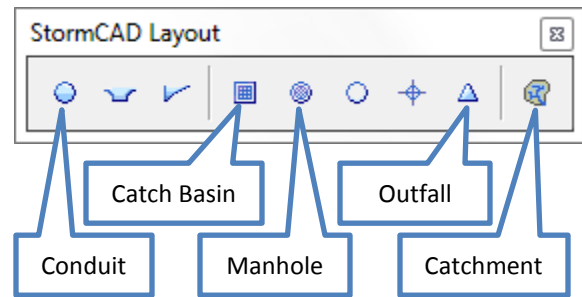 StormCAD Layout
Catch Basin
Outfall
Conduit
Manhole
Catchment